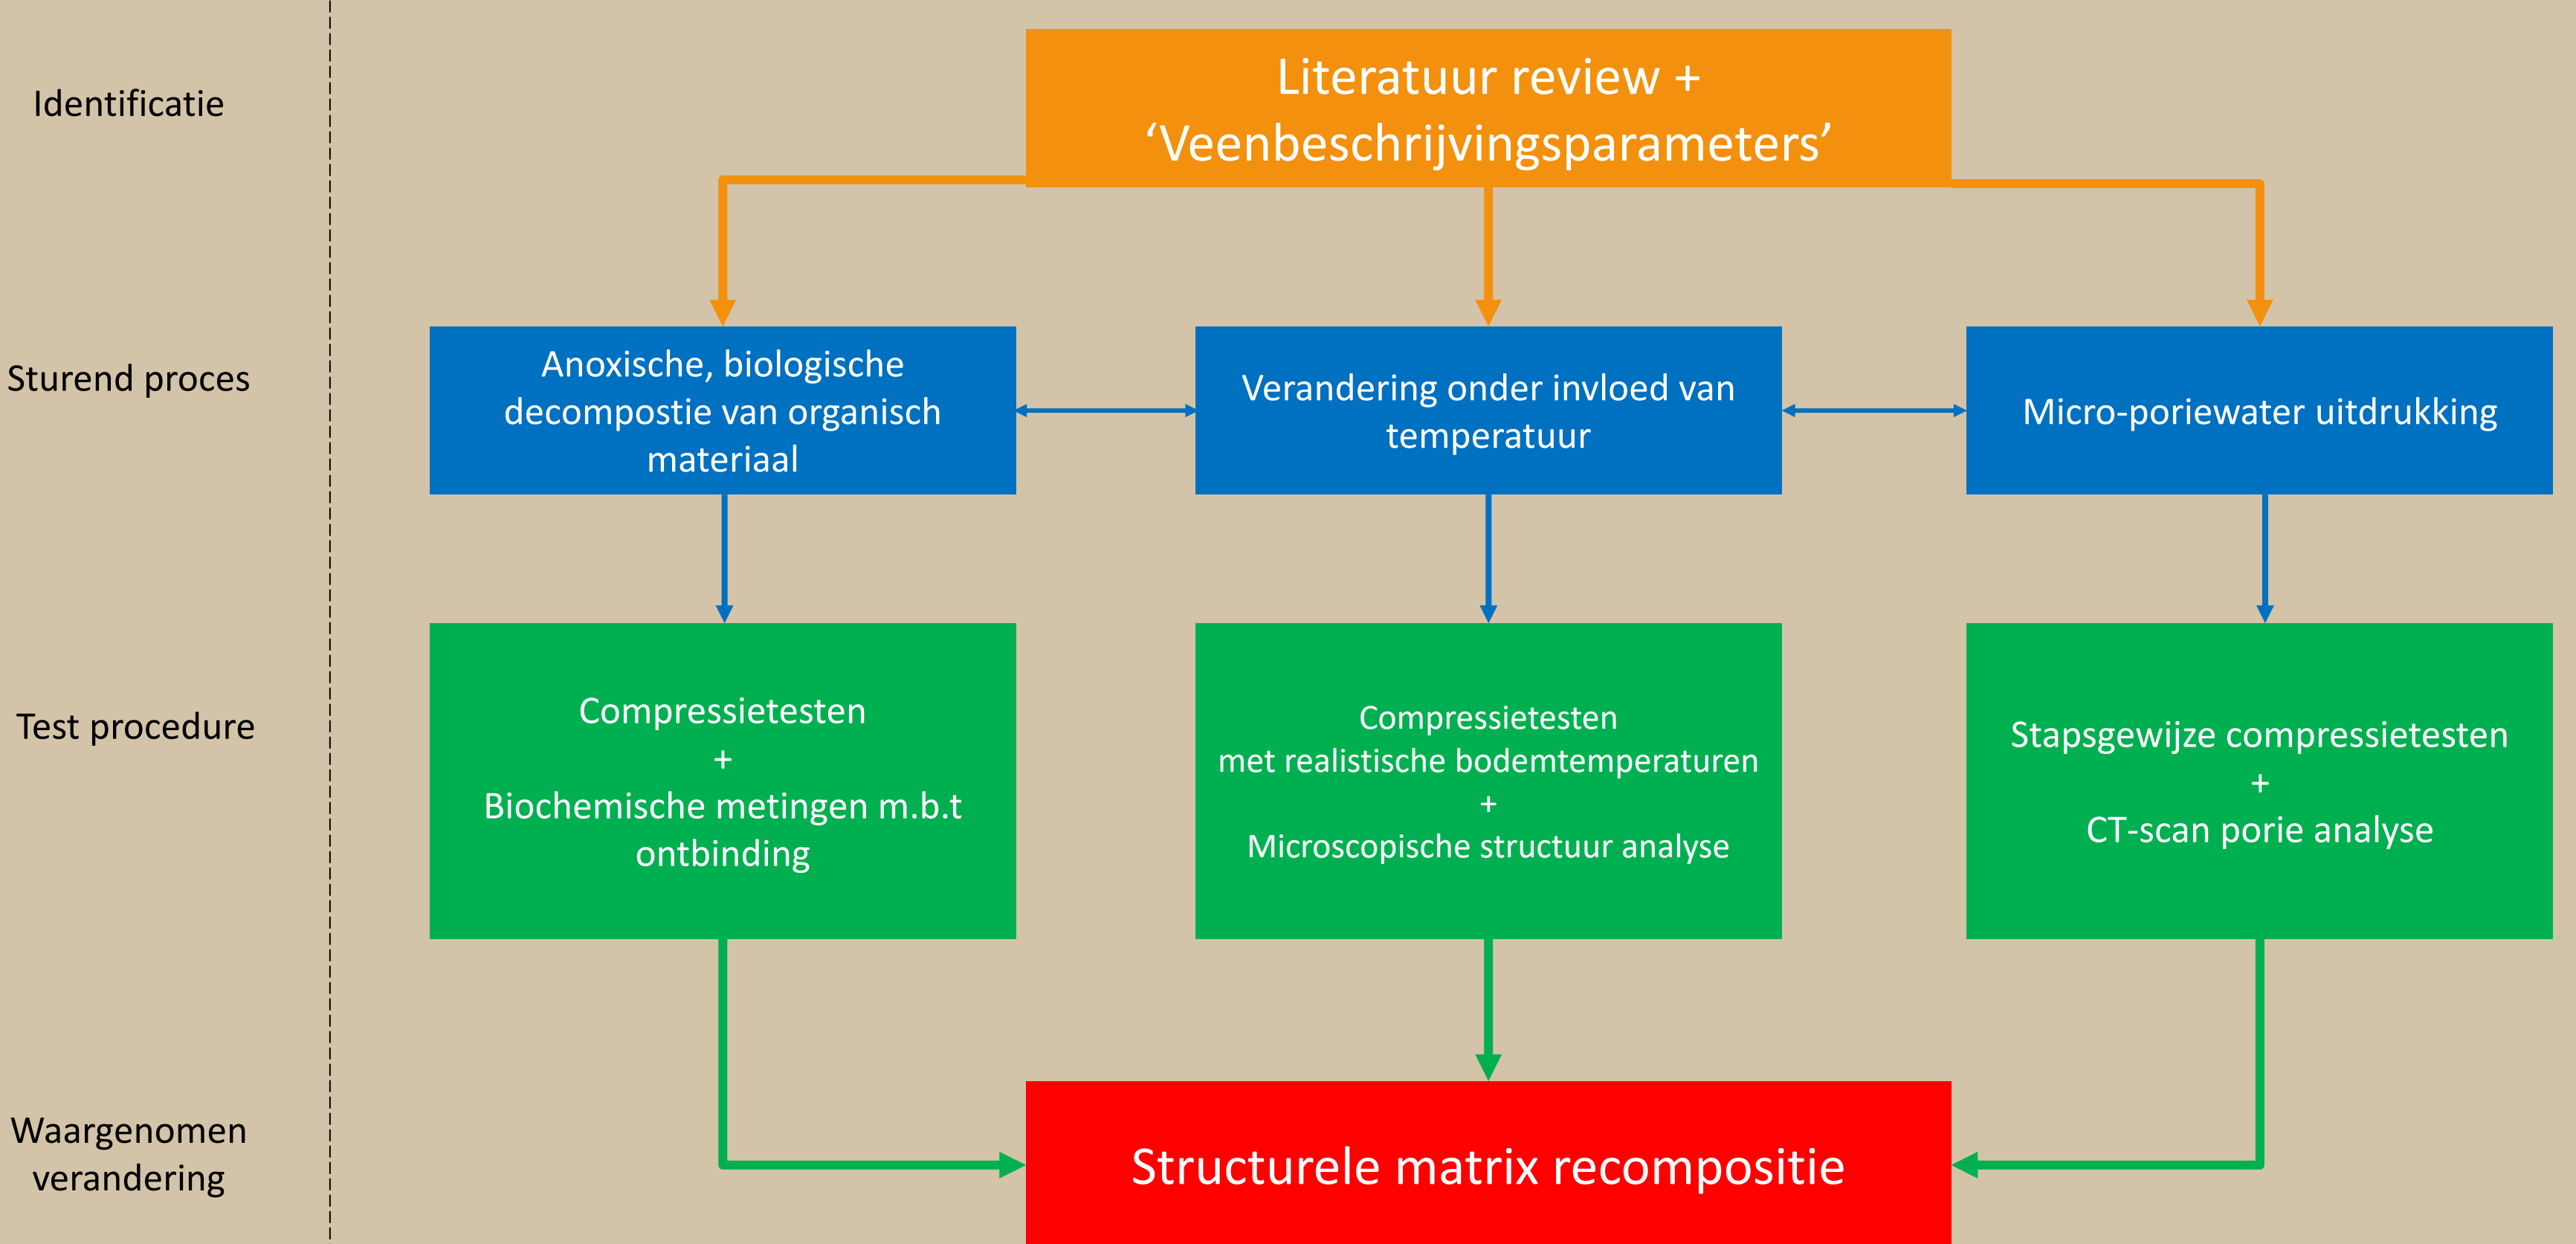 Identificatie
Literatuur review +
‘Veenbeschrijvingsparameters’
Sturend proces
Anoxische, biologische
decompostie van organisch
materiaal
Verandering onder invloed van
temperatuur
Micro-poriewater uitdrukking
Test procedure
Compressietesten
+
Biochemische metingen m.b.t
ontbinding
Compressietesten
met realistische bodemtemperaturen
+
Microscopische structuur analyse
Stapsgewijze compressietesten
+
CT-scan porie analyse
Waargenomen
verandering
Structurele matrix recompositie